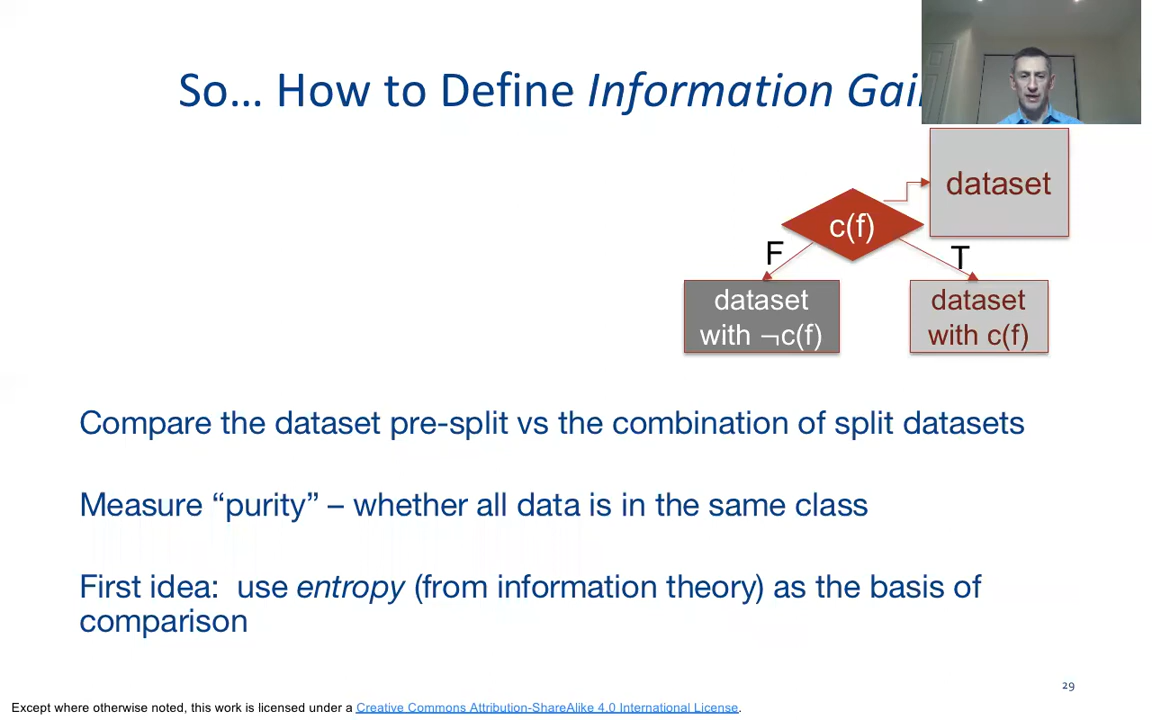 So... How to Define Information Gai
dataset
c(f)
F
T
dataset
with ¬c(f)
dataset
with c(f)
Compare the dataset pre-split vs the combination of split datasets
Measure “purity” – whether all data is in the same class
First idea:  use entropy (from information theory) as the basis of
comparison
29
Except where otherwise noted, this work is licensed under a Creative Commons Attribution-ShareAlike 4.0 International License.